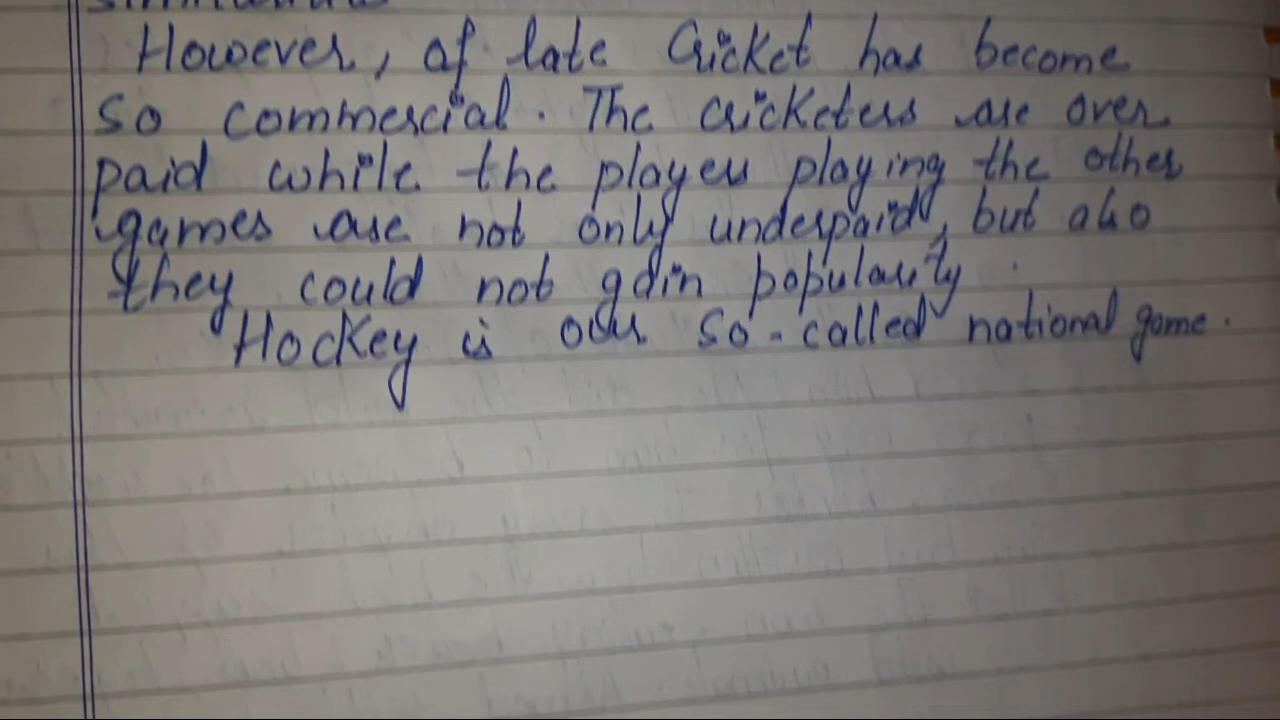 However, of late Cricket has become
so commercial. The cricketers are over
paid while the players playing the other
games are not only underpaid, but also
they could not gain popularity.
Hockey is our so-called national game.